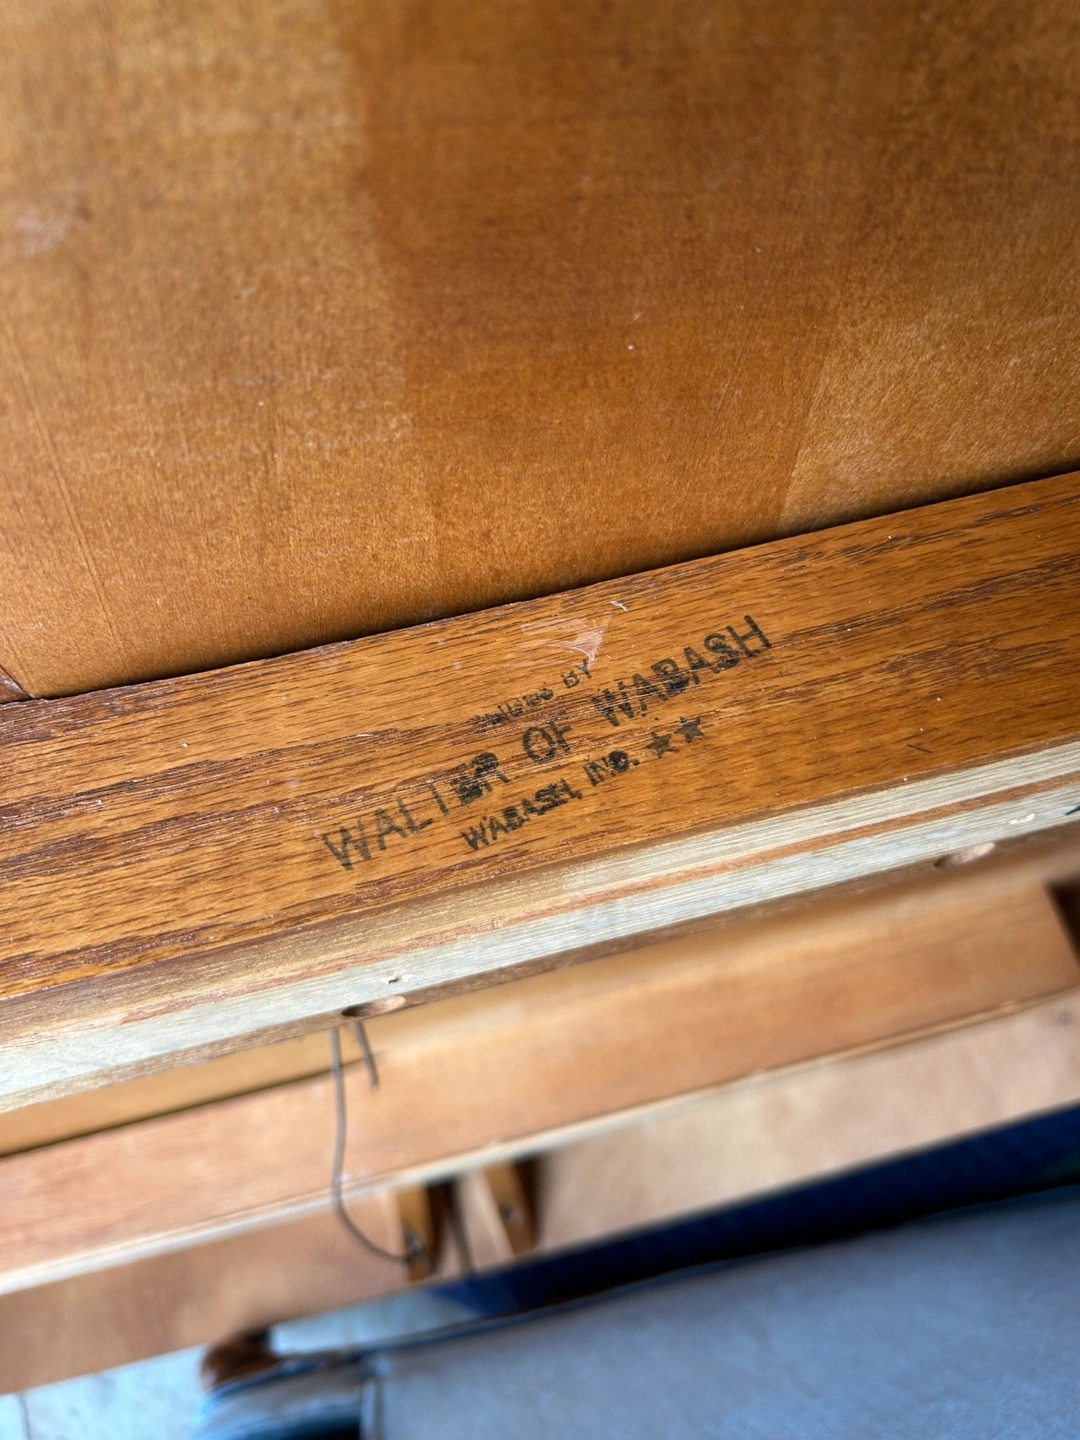 BY
WALTER OF WABASH
WABASH, IND. ★★